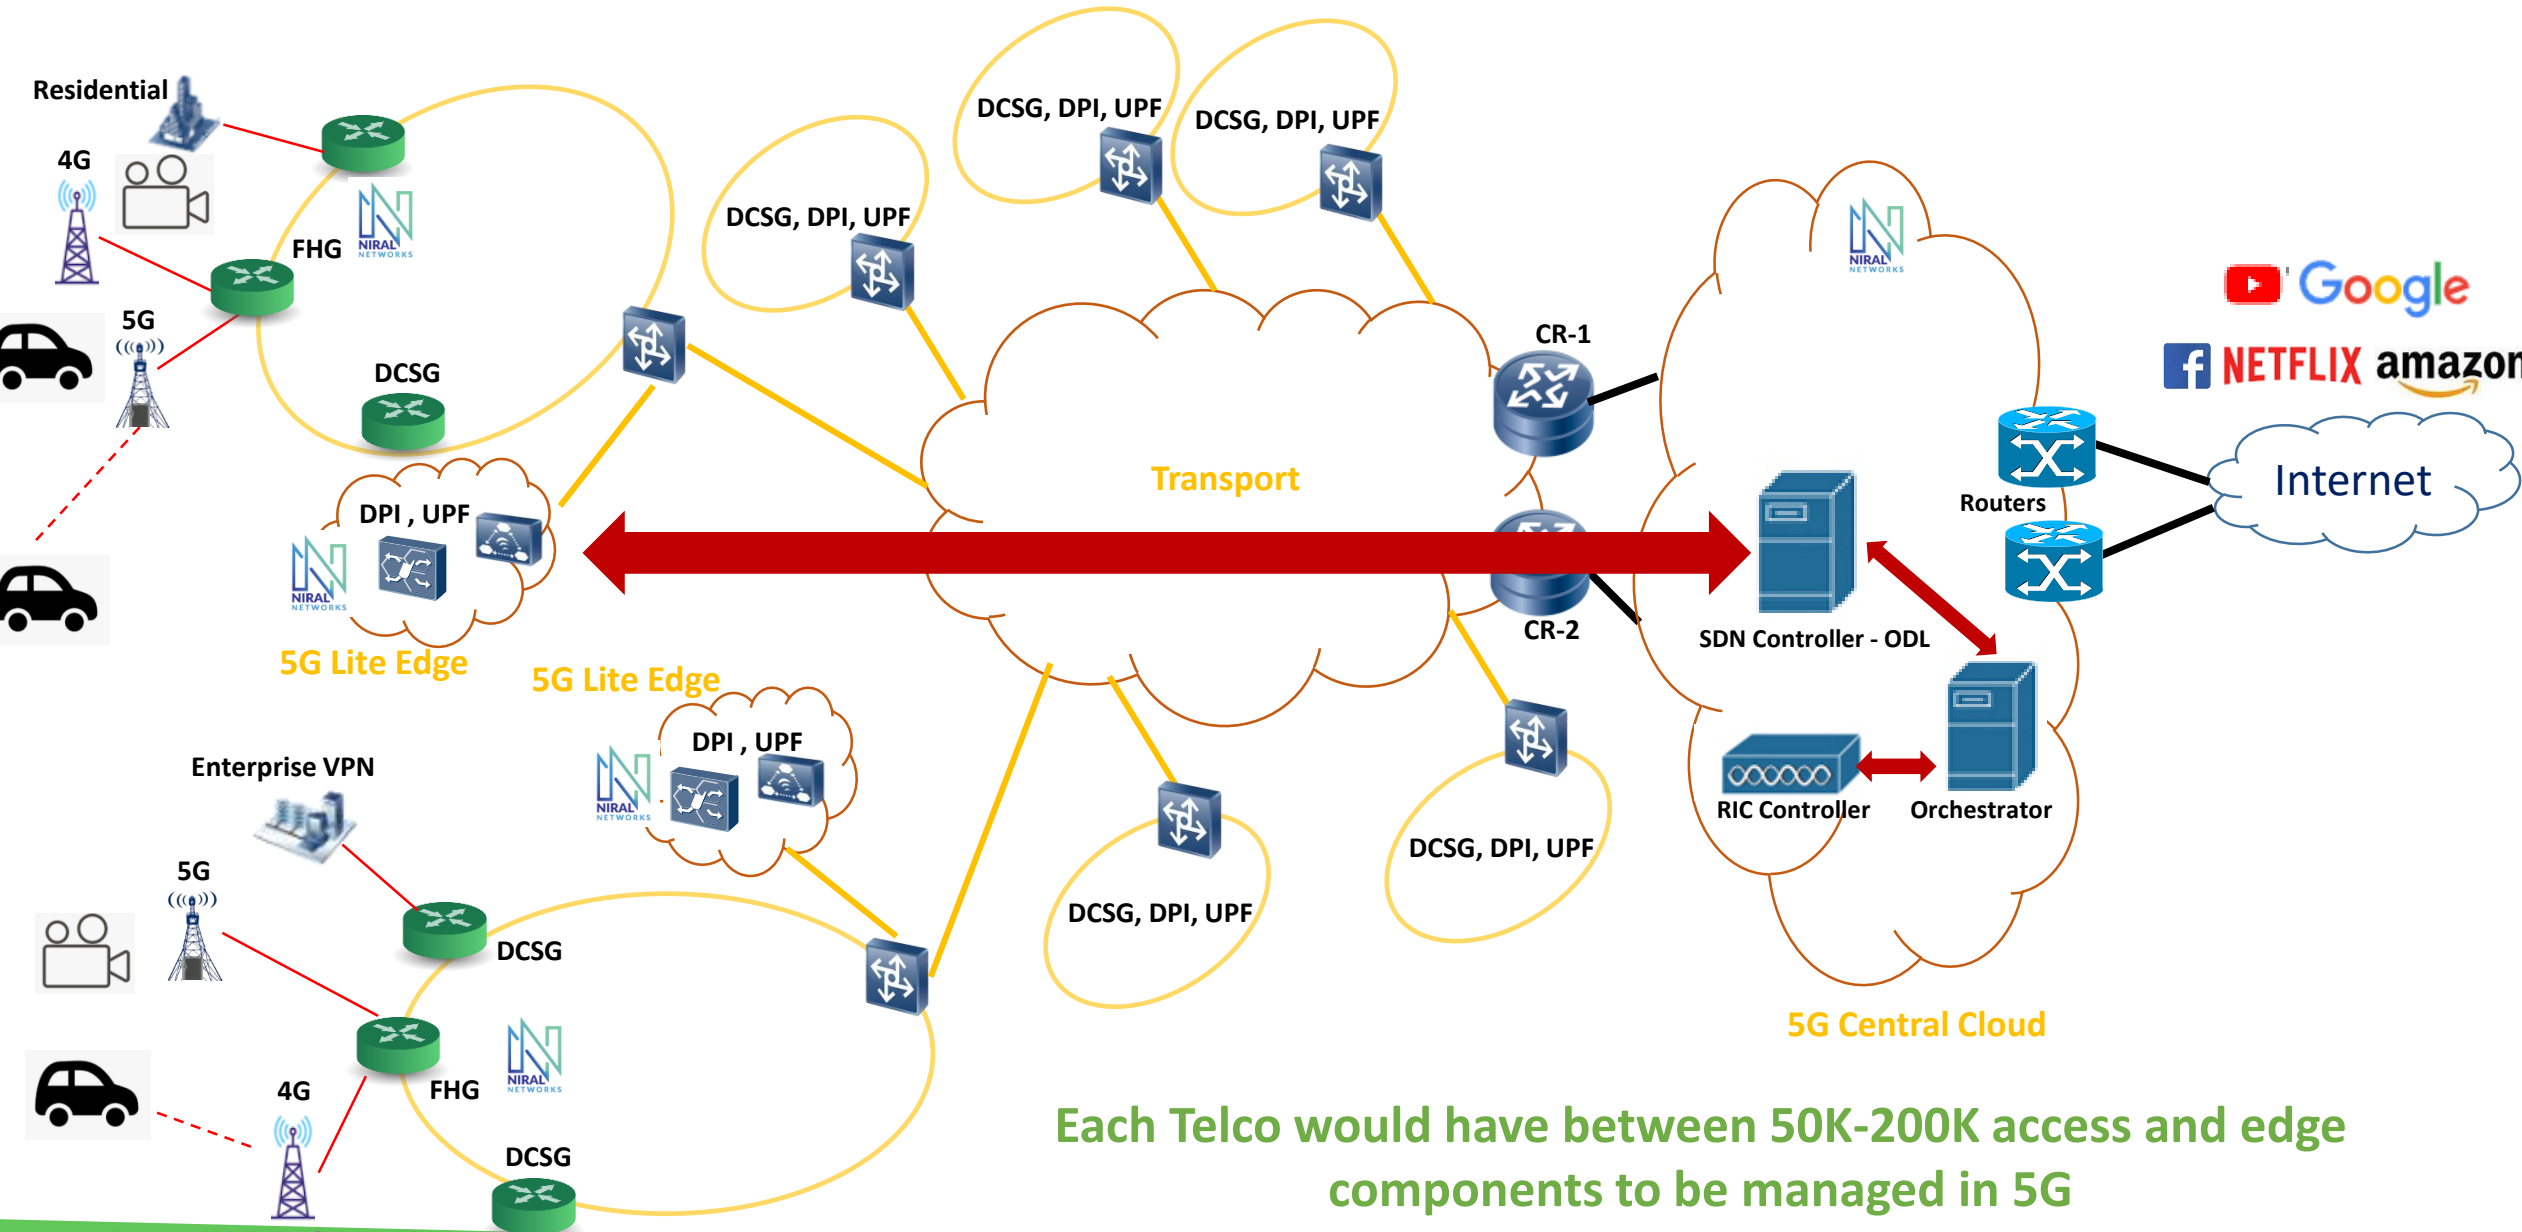 Residential
4G
FHG
NIRAL
NETWORKS
5G
DCSG
DPI , UPF
NIRAL
NETWORKS
5G Lite Edge
5G Lite Edge
DPI , UPF
NIRAL
NETWORKS
Enterprise VPN
5G
DCSG
FHG
NIRAL
NETWORKS
4G
DCSG
DCSG, DPI, UPF
DCSG, DPI, UPF
DCSG, DPI, UPF
Transport
CR-1
CR-2
DCSG, DPI, UPF
DCSG, DPI, UPF
NIRAL
NETWORKS
SDN Controller - ODL
RIC Controller
Orchestrator
Routers
5G Central Cloud
Google
f NETFLIX amazon
Internet
Each Telco would have between 50K-200K access and edge
components to be managed in 5G